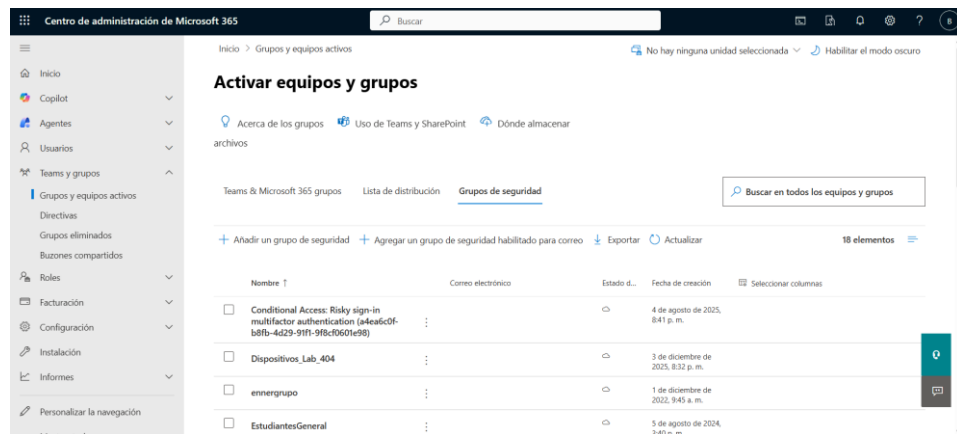 Centro de administración de Microsoft 365
Buscar
B
Inicio > Grupos y equipos activos
No hay ninguna unidad seleccionada
Habilitar el modo oscuro
Inicio
Copilot
Agentes
Usuarios
Teams y grupos
Grupos y equipos activos
Directivas
Grupos eliminados
Buzones compartidos
Roles
Facturación
Configuración
Instalación
Informes
Personalizar la navegación
Activar equipos y grupos
Acerca de los grupos
Uso de Teams y SharePoint
Dónde almacenar
archivos
Teams & Microsoft 365 grupos
Lista de distribución
Grupos de seguridad
Buscar en todos los equipos y grupos
Añadir un grupo de seguridad
Agregar un grupo de seguridad habilitado para correo
Exportar
Actualizar
18 elementos
Nombre ↑
Correo electrónico
Estado d...
Fecha de creación
Seleccionar columnas
Conditional Access: Risky sign-in
multifactor authentication (a4ea6c0f-
b8fb-4d29-91f1-9f8cf0601e98)
4 de agosto de 2025,
8:41 p. m.
Dispositivos_Lab_404
3 de diciembre de
2025, 8:32 p. m.
ennergrupo
1 de diciembre de
2022, 9:45 a. m.
EstudiantesGeneral
5 de agosto de 2024,
3:40 p. m.